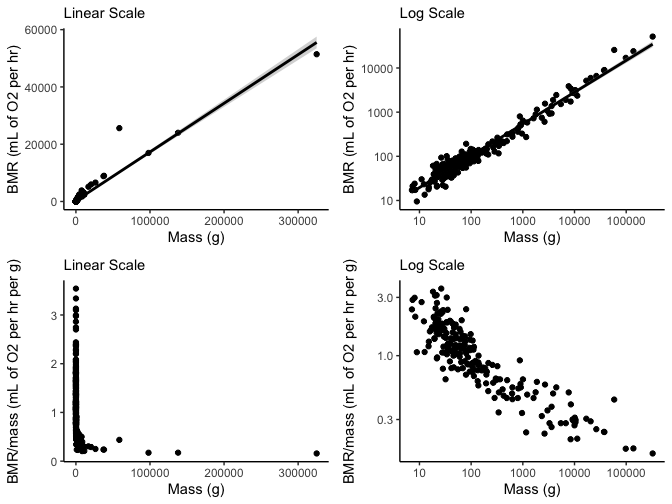 Linear Scale
BMR (mL of O2 per hr)
60000
40000
20000
0
0 100000 200000 300000
Mass (g)
Log Scale
BMR (mL of O2 per hr)
10000
1000
100
10
10 100 1000 10000 100000
Mass (g)
Linear Scale
BMR/mass (mL of O2 per hr per g)
3
2
1
0
0 100000 200000 300000
Mass (g)
Log Scale
BMR/mass (mL of O2 per hr per g)
3.0
1.0
0.3
10 100 1000 10000 100000
Mass (g)